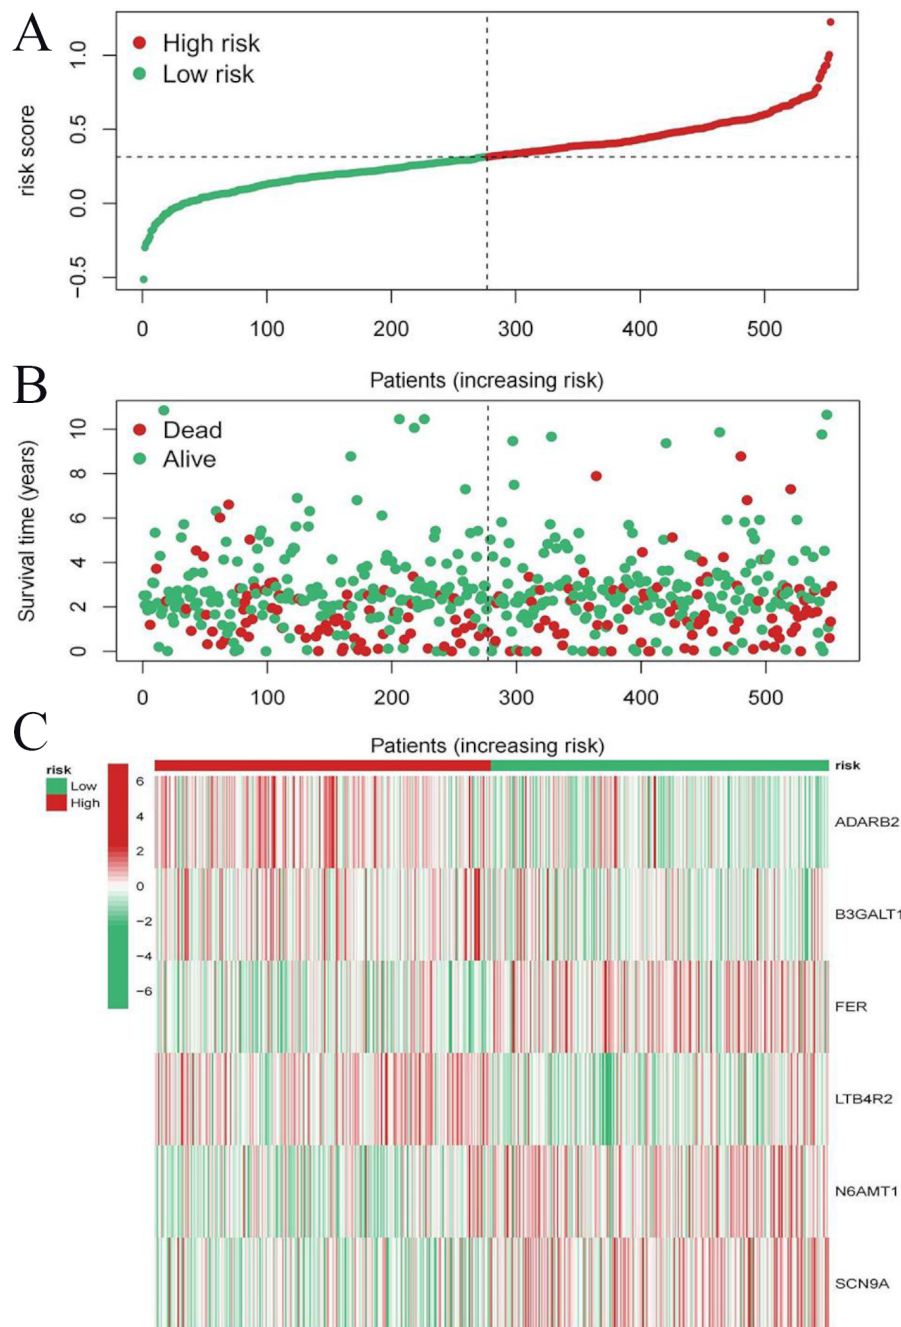 A
High risk
Low risk
risk score
1.0
0.5
0.0
−0.5
0 100 200 300 400 500
Patients (increasing risk)
B
Dead
Alive
Survival time (years)
10
8
6
4
2
0
0 100 200 300 400 500
Patients (increasing risk)
C
risk
Low
High
6
4
2
0
−2
−4
−6
risk
ADARB2
B3GALT1
FER
LTB4R2
N6AMT1
SCN9A